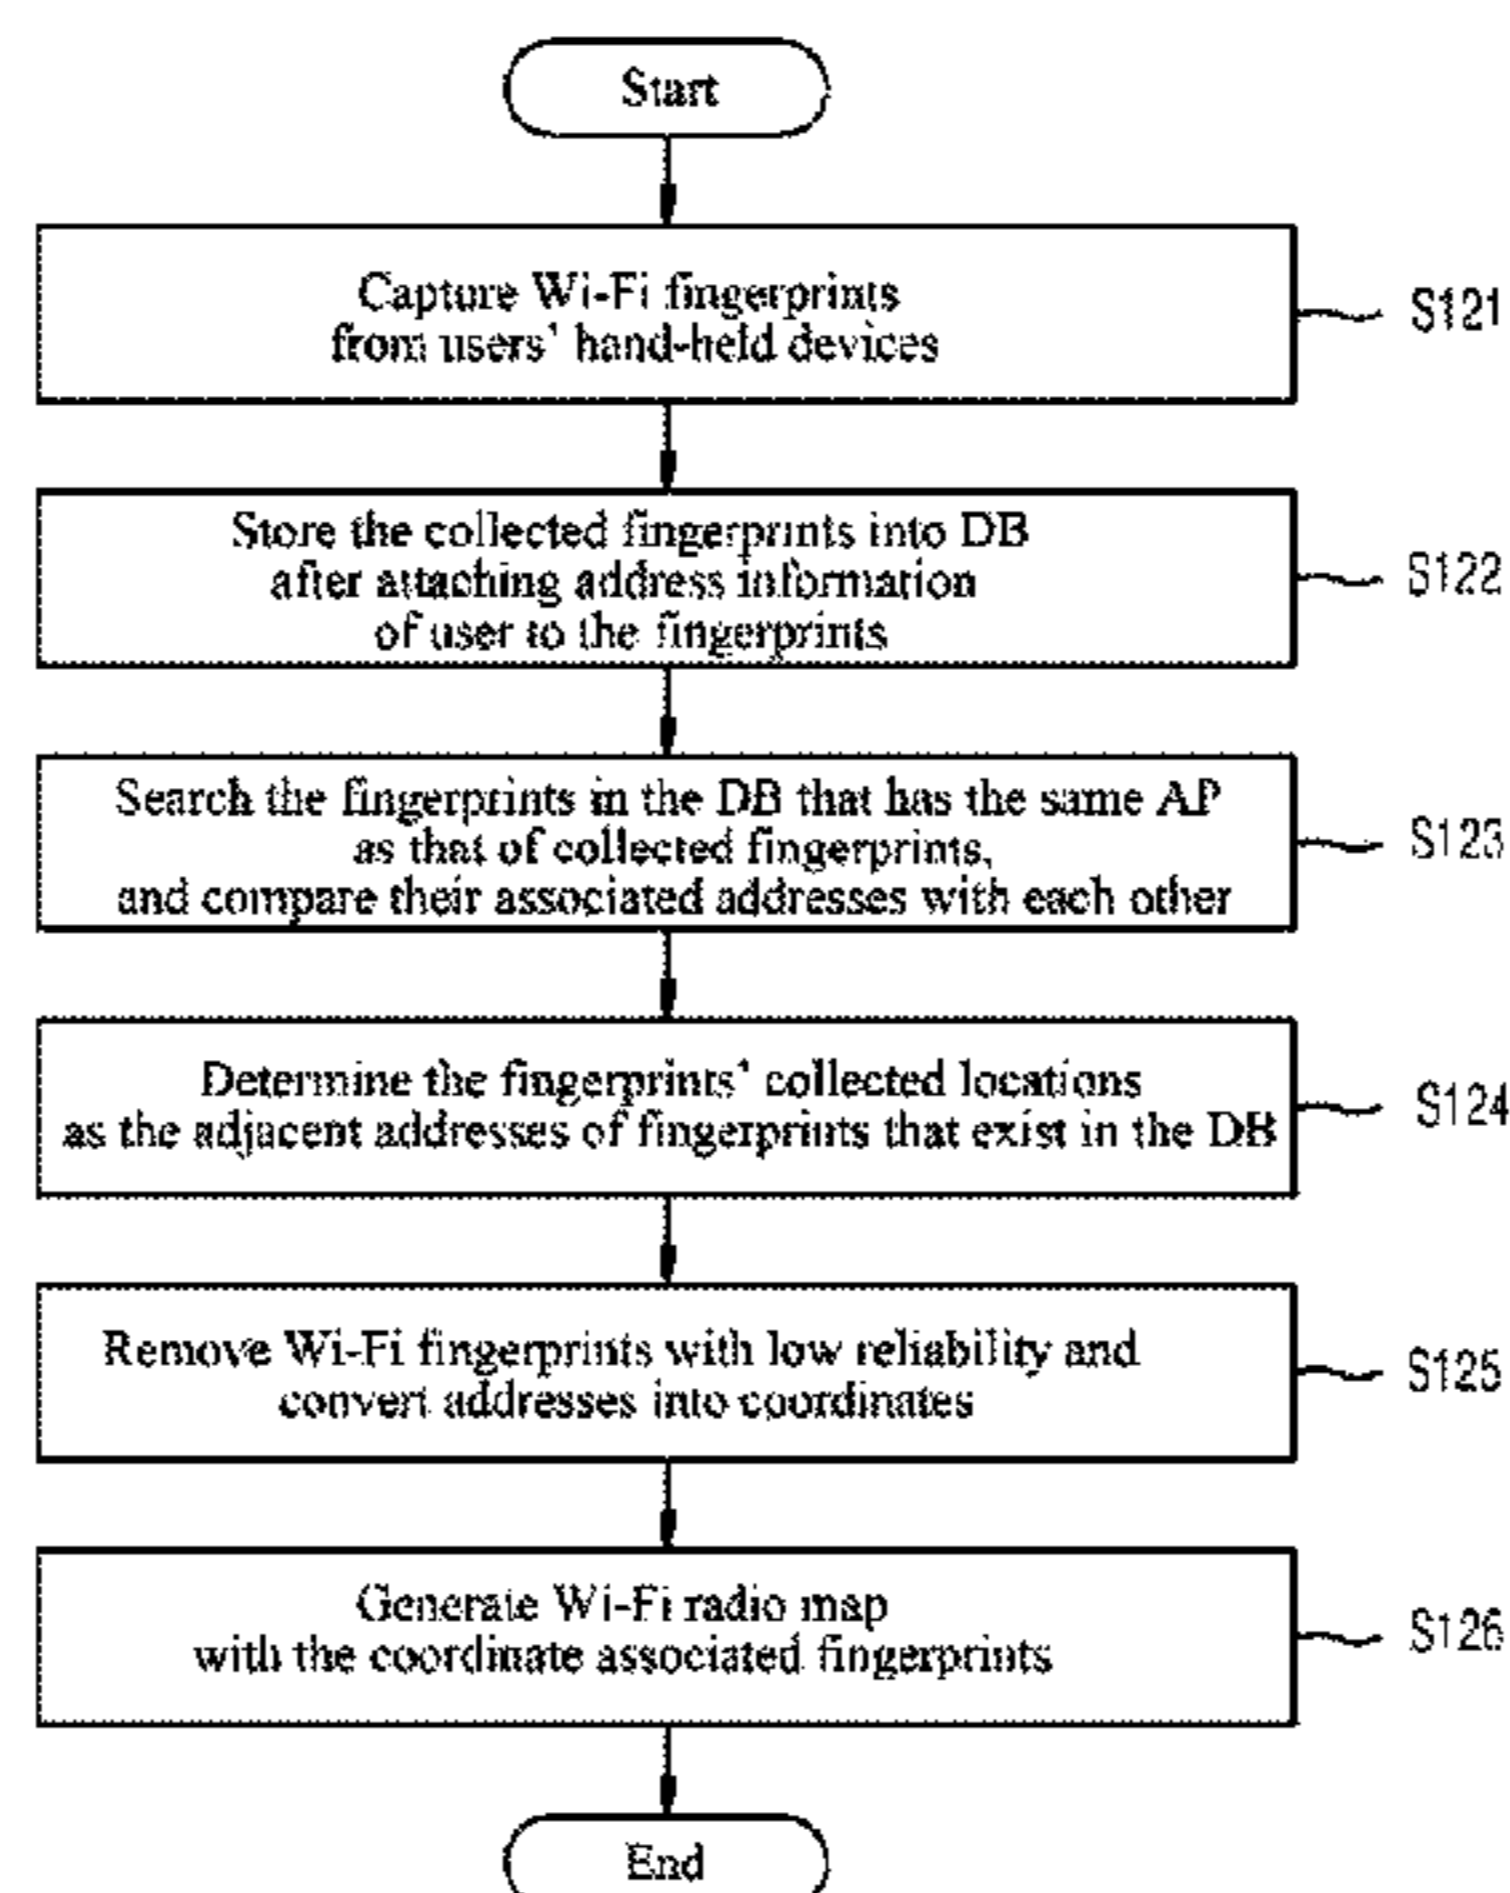 Start
Capture Wi-Fi fingerprints
from users' hand-held devices
S121
Store the collected fingerprints into DB
after attaching address information
of user to the fingerprints
S122
Search the fingerprints in the DB that has the same AP
as that of collected fingerprints,
and compare their associated addresses with each other
S123
Determine the fingerprints' collected locations
as the adjacent addresses of fingerprints that exist in the DB
S124
Remove Wi-Fi fingerprints with low reliability and
convert addresses into coordinates
S125
Generate Wi-Fi radio map
with the coordinate associated fingerprints
S126
End